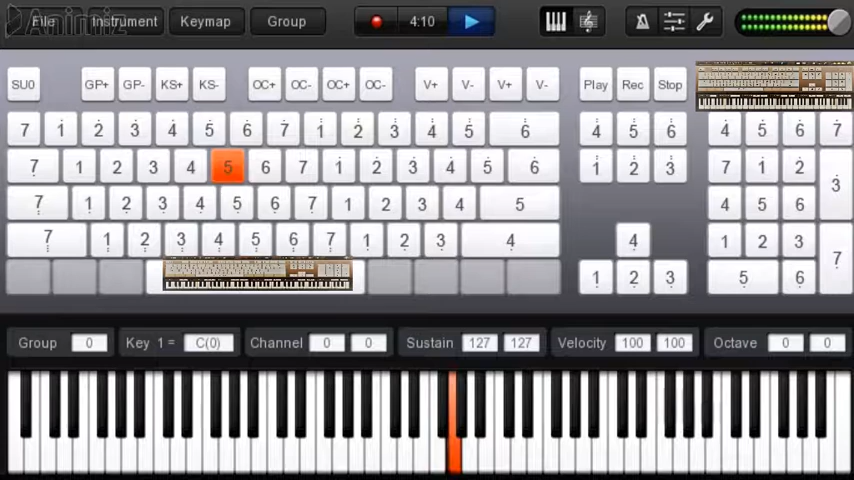 Animiz
File Instrument Keymap Group 4:10
SU0 GP+ GP- KS+ KS- OC+ OC- OC+ OC- V+ V- V+ V- Play Rec Stop
7 1 2 3 4 5 6 7 1 2 3 4 5 6 4 5 6 4 5 6 7
7 1 2 3 4 5 6 7 1 2 3 4 5 6 1 2 3 7 1 2 3
7 1 2 3 4 5 6 7 1 2 3 4 5 4 5 6
7 1 2 3 4 5 6 7 1 2 3 4 4 1 2 3 7
1 2 3 5 6
Group 0 Key 1 = C(0) Channel 0 0 Sustain 127 127 Velocity 100 100 Octave 0 0